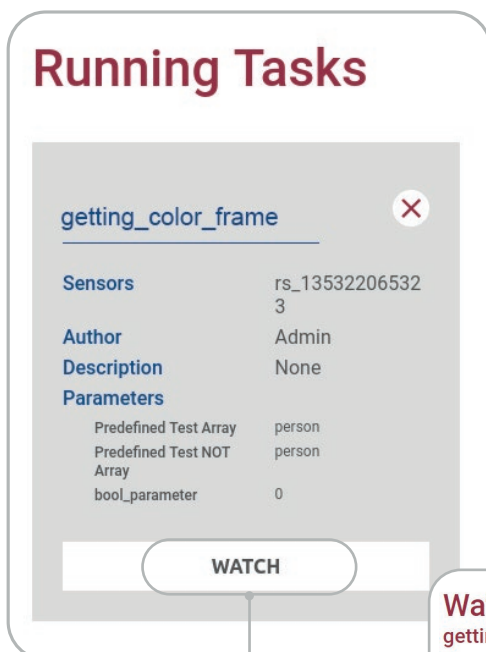 Running Tasks
getting_color_frame
Sensors rs_13532206532
3
Author Admin
Description None
Parameters
Predefined Test Array person
Predefined Test NOT person
Array
bool_parameter 0
WATCH